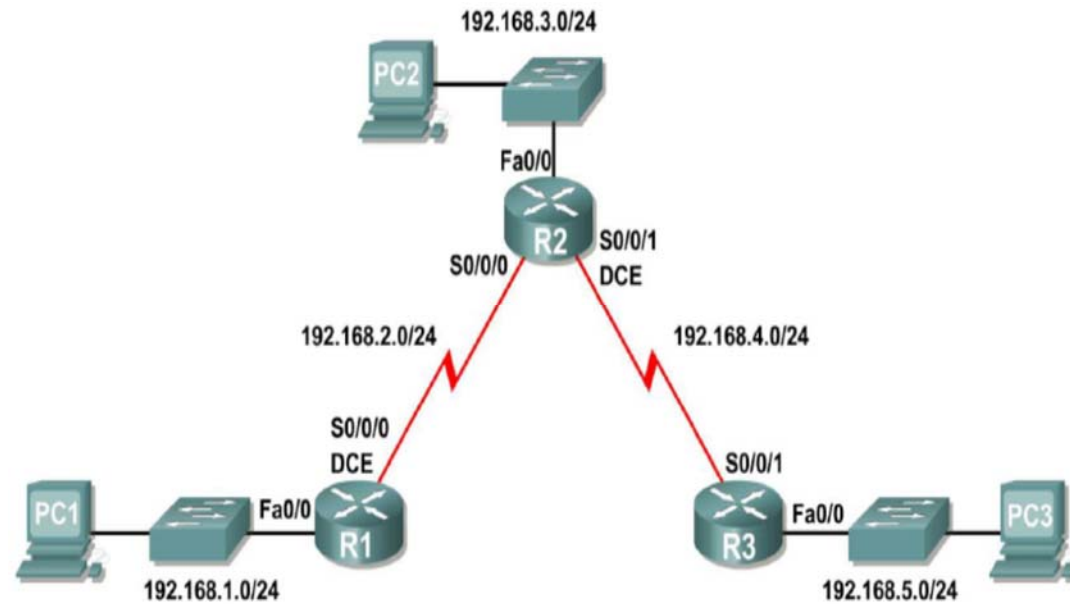 192.168.3.0/24
PC2
Fa0/0
R2
S0/0/1
DCE
S0/0/0
192.168.2.0/24
192.168.4.0/24
S0/0/0
DCE
S0/0/1
PC1
Fa0/0
R1
R3
Fa0/0
PC3
192.168.1.0/24
192.168.5.0/24